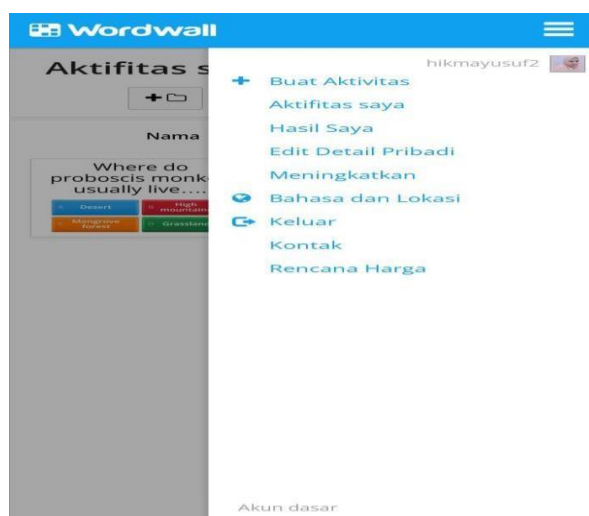 Wordwall
Aktifitas s
Nama
Where do
proboscis monk
usually live....
Desert
High
mountain
Mangrove
forest
Grassland
hikmayusuf2
Buat Aktivitas
Aktifitas saya
Hasil Saya
Edit Detail Pribadi
Meningkatkan
Bahasa dan Lokasi
Keluar
Kontak
Rencana Harga
Akun dasar